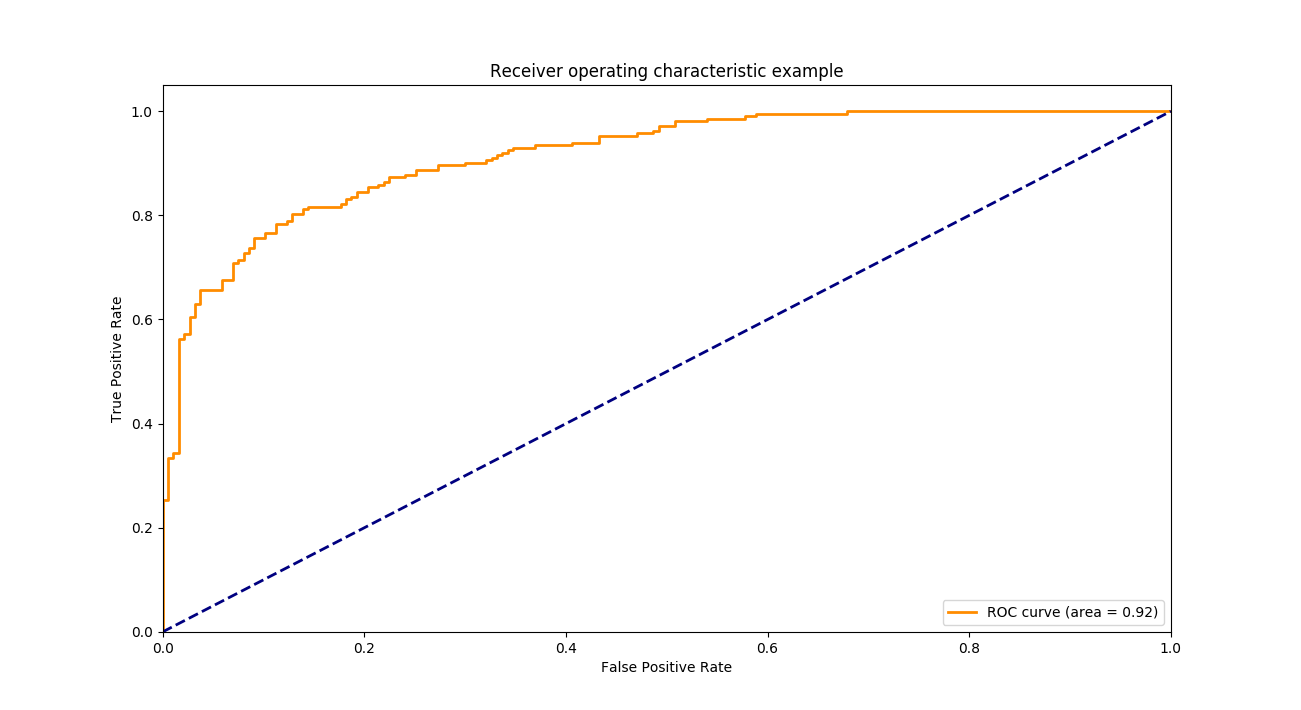 Receiver operating characteristic example
1.0
0.8
0.6
0.4
0.2
0.0
True Positive Rate
ROC curve (area = 0.92)
0.0 0.2 0.4 0.6 0.8 1.0
False Positive Rate